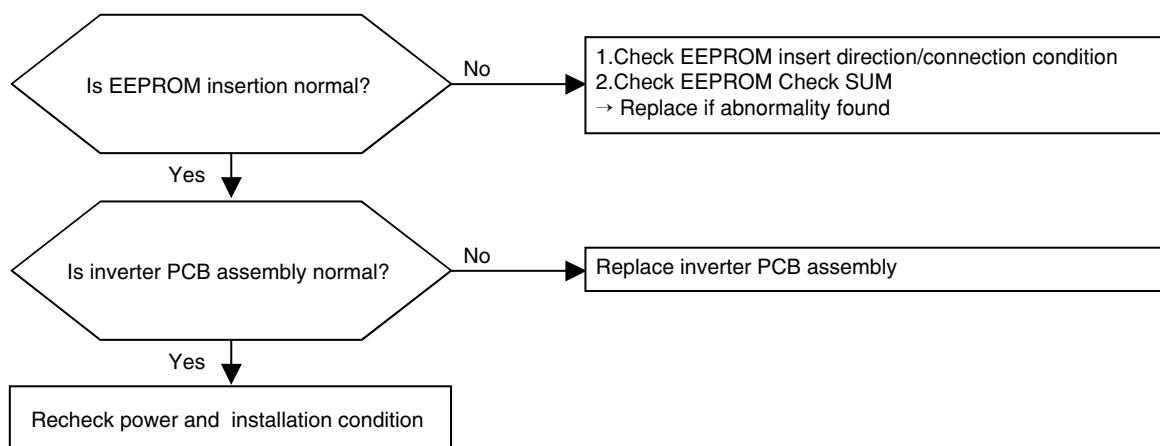 Is EEPROM insertion normal?
No
1.Check EEPROM insert direction/connection condition
2.Check EEPROM Check SUM
→ Replace if abnormality found
Yes
Is inverter PCB assembly normal?
No
Replace inverter PCB assembly
Yes
Recheck power and  installation condition